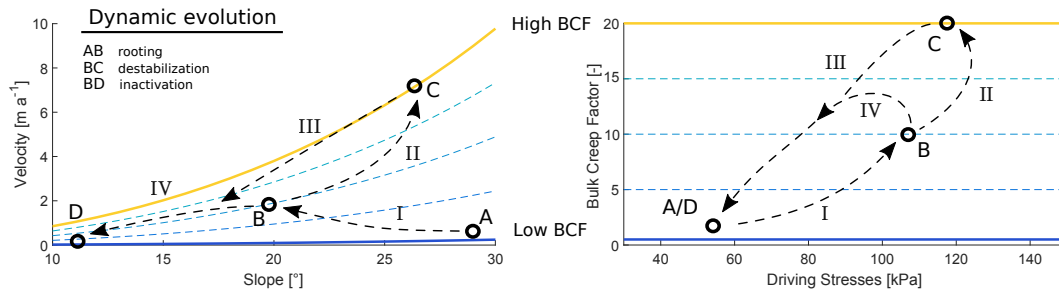 Dynamic evolution
AB rooting
BC destabilization
BD inactivation
Velocity [m a⁻¹]
10
8
6
4
2
0
10
15
20
25
30
Slope [°]
A
B
C
D
I
II
III
IV
High BCF
Low BCF
Bulk Creep Factor [-]
20
15
10
5
0
40
60
80
100
120
140
Driving Stresses [kPa]
A/D
B
C
I
II
III
IV